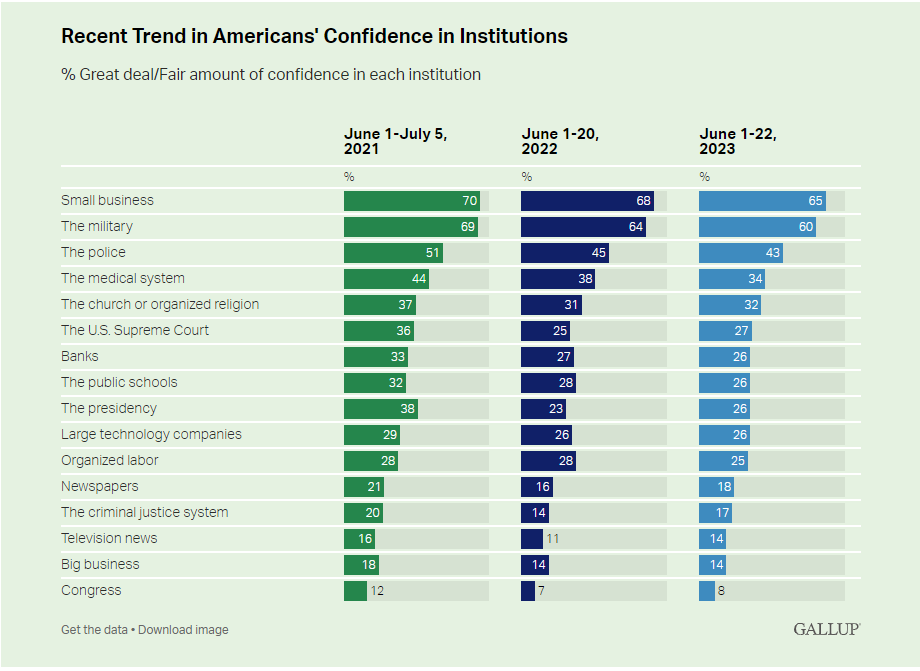 Recent Trend in Americans' Confidence in Institutions
% Great deal/Fair amount of confidence in each institution
June 1-July 5, 2021 June 1-20, 2022 June 1-22, 2023
% % %
Small business 70 68 65
The military 69 64 60
The police 51 45 43
The medical system 44 38 34
The church or organized religion 37 31 32
The U.S. Supreme Court 36 25 27
Banks 33 27 26
The public schools 32 28 26
The presidency 38 23 26
Large technology companies 29 26 26
Organized labor 28 28 25
Newspapers 21 16 18
The criminal justice system 20 14 17
Television news 16 11 14
Big business 18 14 14
Congress 12 7 8
Get the data • Download image
GALLUP